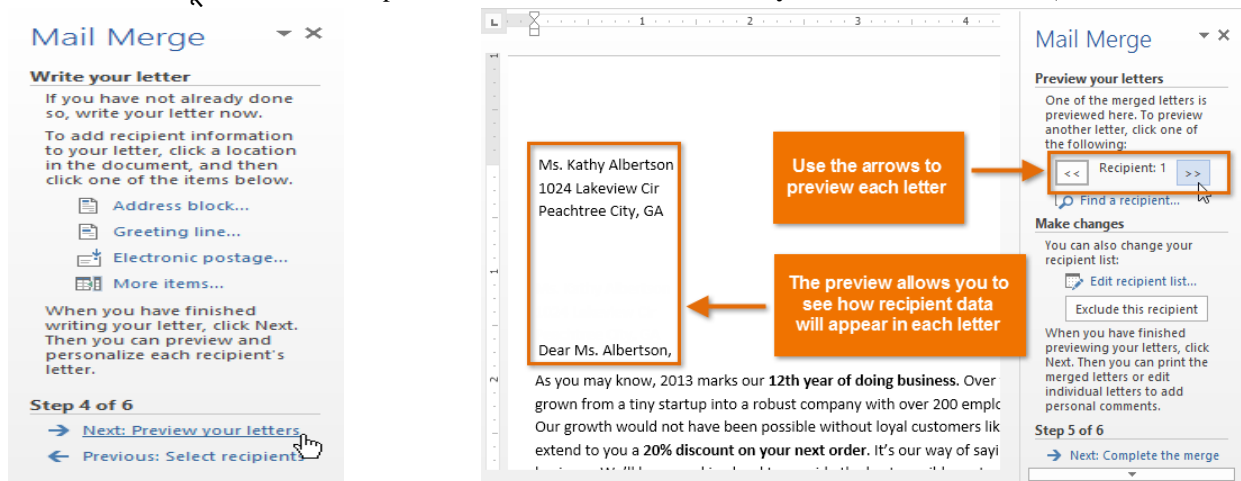 Mail Merge
Write your letter
If you have not already done
so, write your letter now.
To add recipient information
to your letter, click a location
in the document, and then
click one of the items below.
Address block...
Greeting line...
Electronic postage...
More items...
When you have finished
writing your letter, click Next.
Then you can preview and
personalize each recipient's
letter.
Step 4 of 6
Next: Preview your letters
Previous: Select recipients
1 2 3 4
1
1
2
Ms. Kathy Albertson
1024 Lakeview Cir
Peachtree City, GA
Dear Ms. Albertson,
As you may know, 2013 marks our 12th year of doing business. Over
grown from a tiny startup into a robust company with over 200 emplo
Our growth would not have been possible without loyal customers lik
extend to you a 20% discount on your next order. It's our way of sayi
Use the arrows to
preview each letter
The preview allows you to
see how recipient data
will appear in each letter
Mail Merge
Preview your letters
One of the merged letters is
previewed here. To preview
another letter, click one of
the following:
<< Recipient: 1 >>
Find a recipient...
Make changes
You can also change your
recipient list:
Edit recipient list...
Exclude this recipient
When you have finished
previewing your letters, click
Next. Then you can print the
merged letters or edit
individual letters to add
personal comments.
Step 5 of 6
Next: Complete the merge